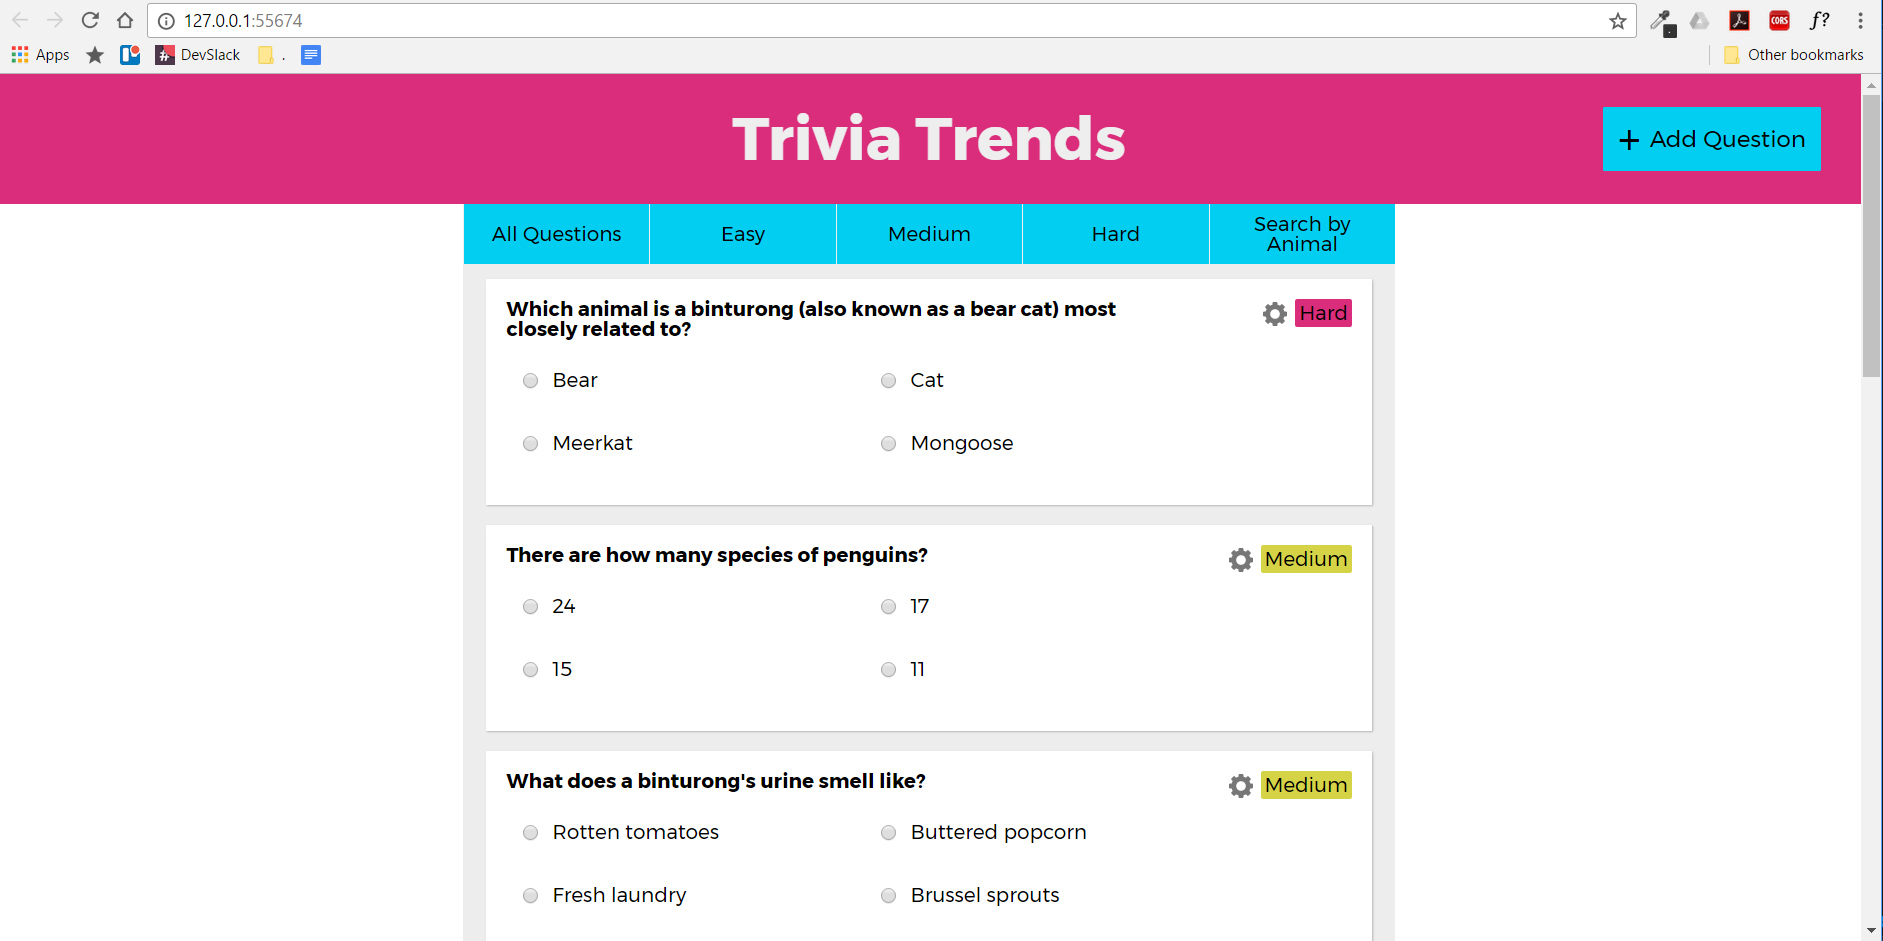 127.0.0.1:55674
CORS
f?
Apps
DevSlack
.
Other bookmarks
Trivia Trends
+ Add Question
All Questions
Easy
Medium
Hard
Search by
Animal
Which animal is a binturong (also known as a bear cat) most
closely related to?
Hard
Bear
Cat
Meerkat
Mongoose
There are how many species of penguins?
Medium
24
17
15
11
What does a binturong's urine smell like?
Medium
Rotten tomatoes
Buttered popcorn
Fresh laundry
Brussel sprouts